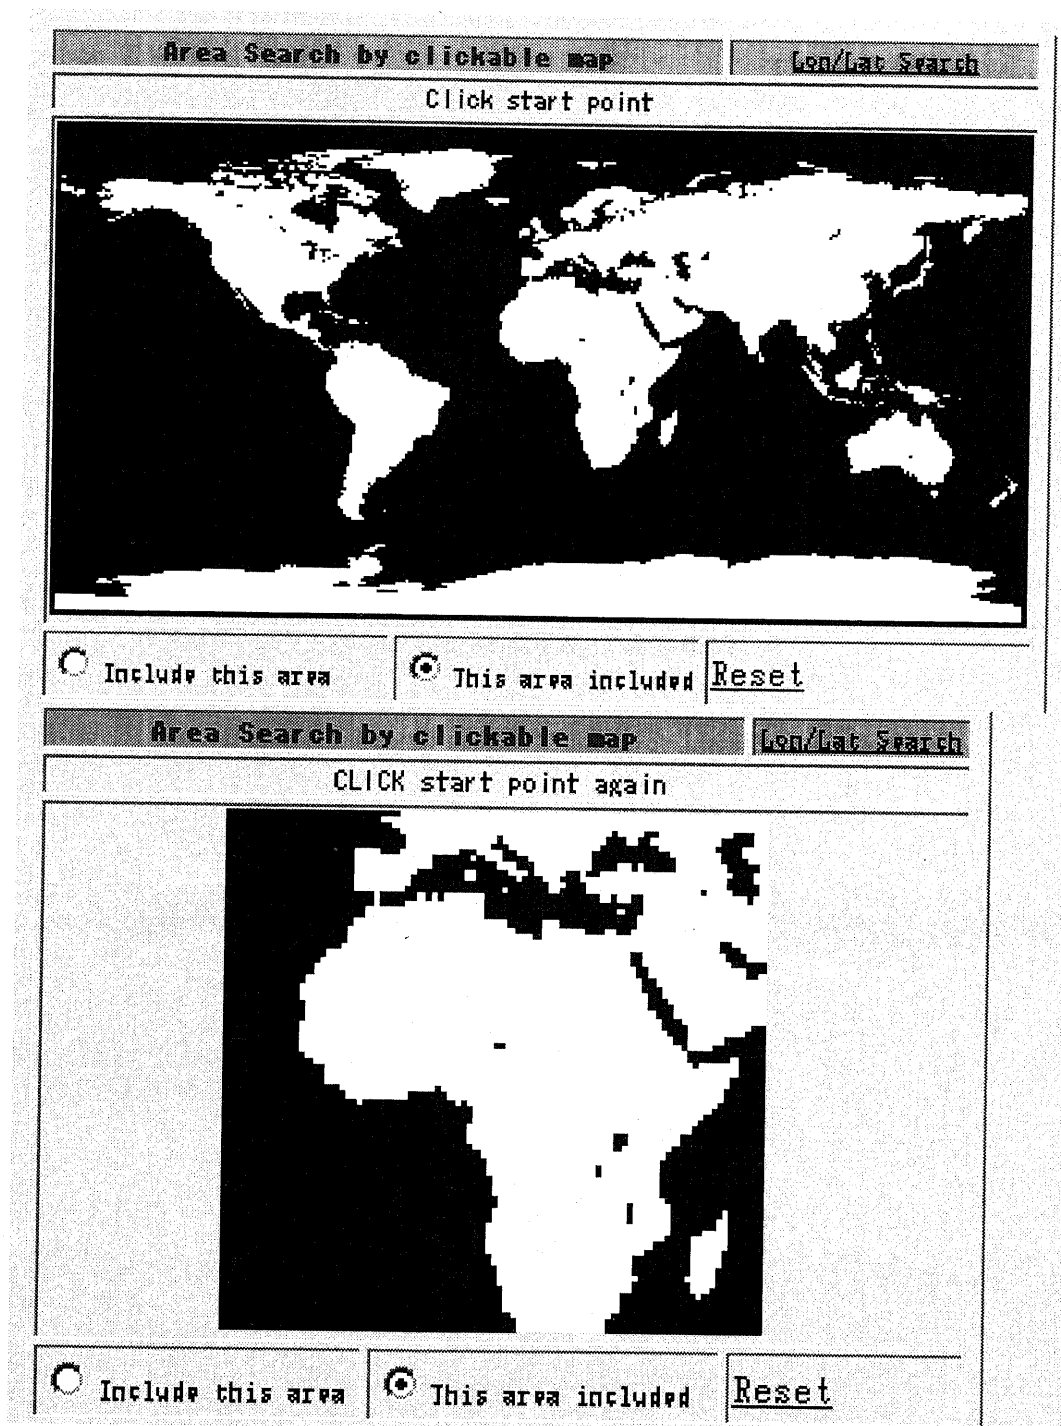 Area Search by clickable map Lon/Lat Search
Click start point
Include this area This area included Reset
Area Search by clickable map Lon/Lat Search
CLICK start point again
Include this area This area included Reset